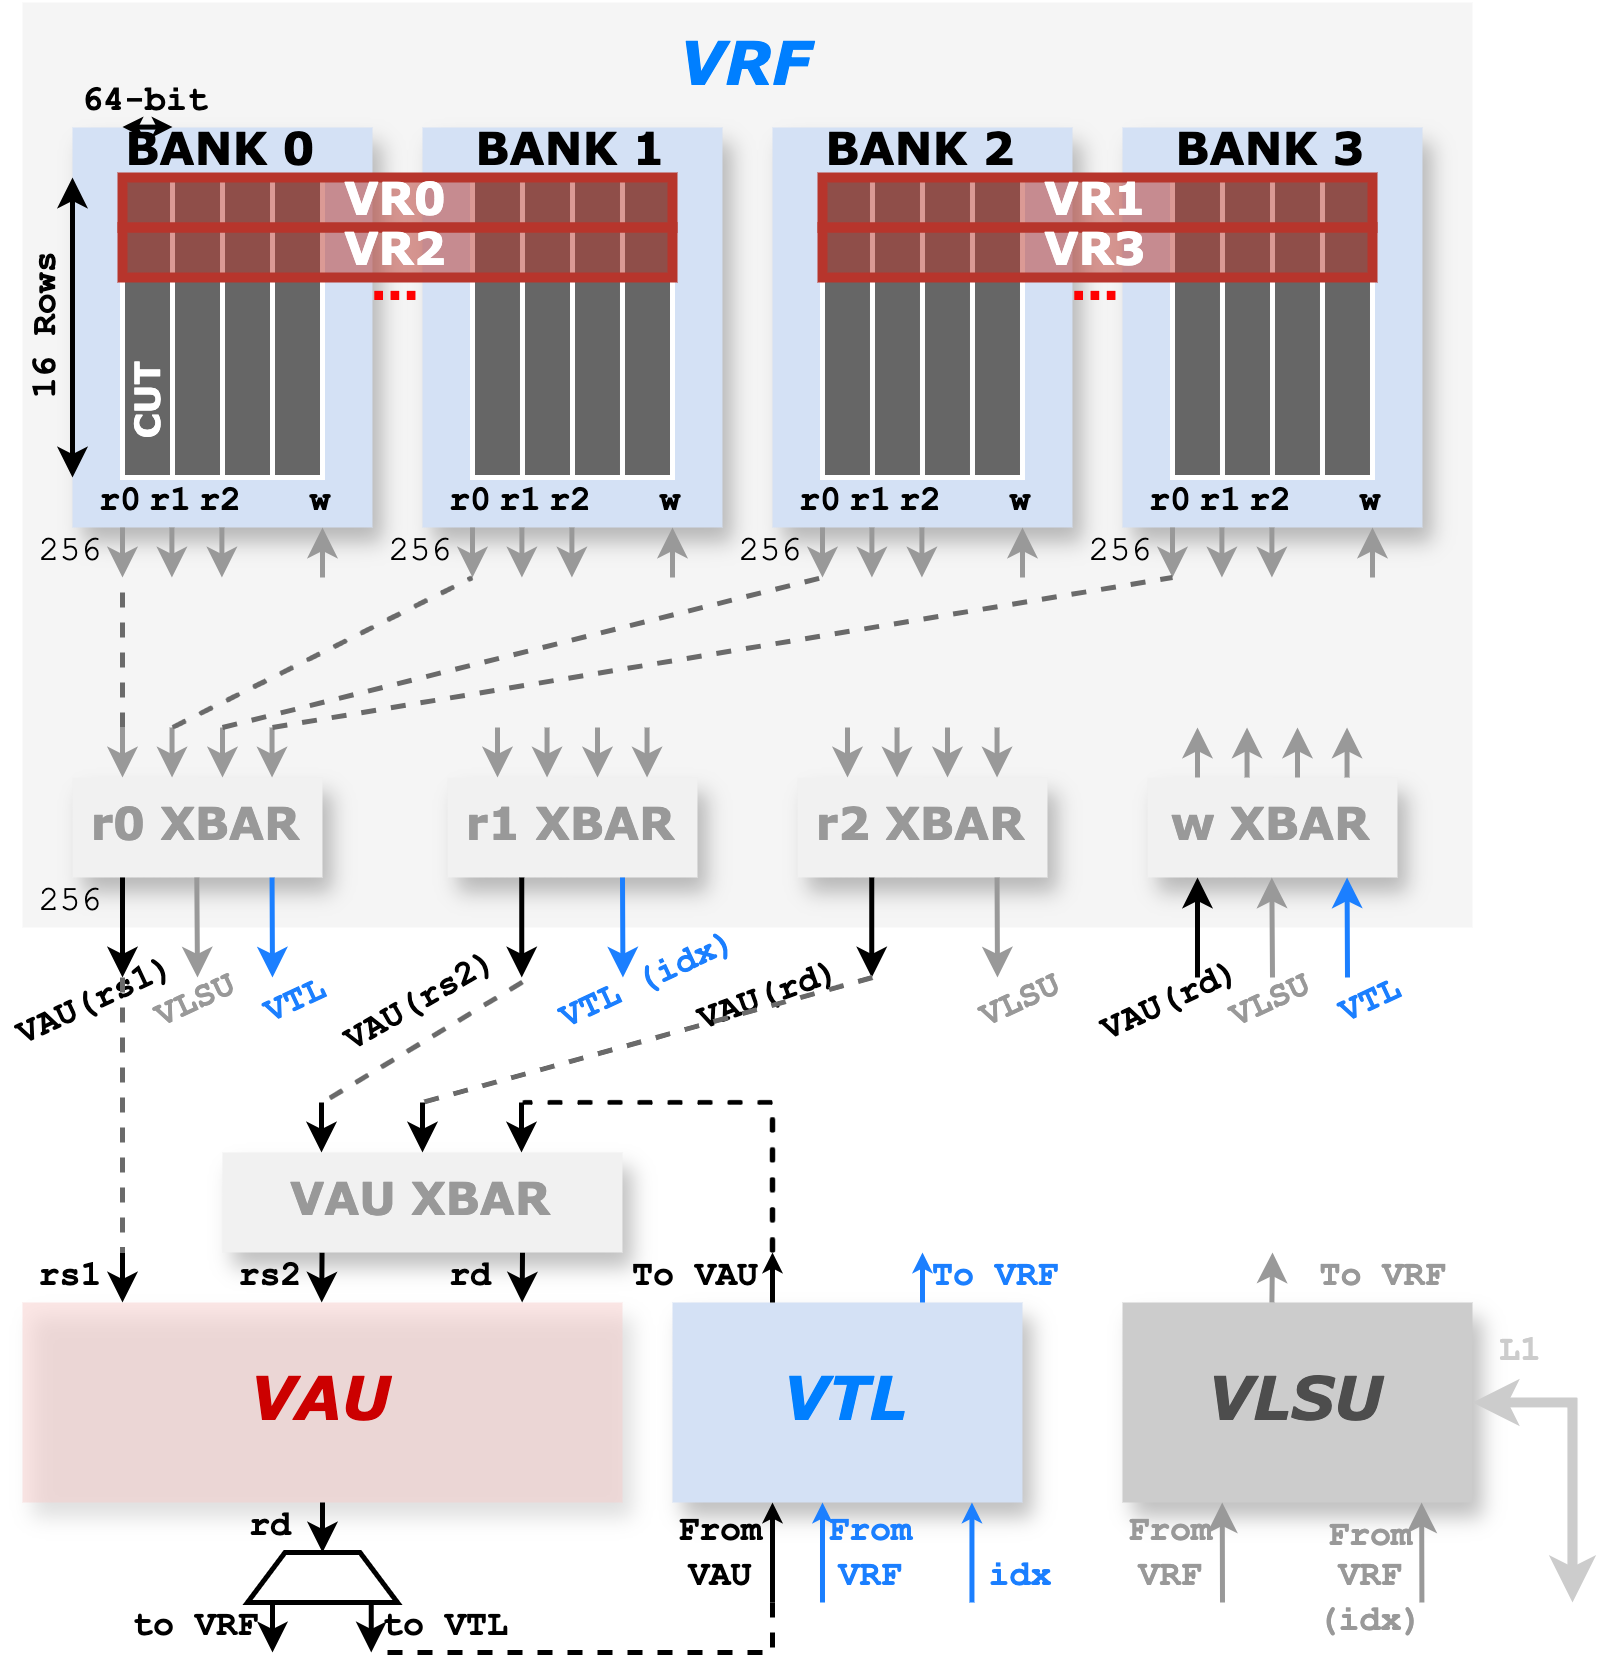 VRF
64-bit
BANK 0 BANK 1 BANK 2 BANK 3
VR0 VR1
VR2 VR3
... ...
16 Rows
CUT
r0 r1 r2 w r0 r1 r2 w r0 r1 r2 w r0 r1 r2 w
256 256 256 256
r0 XBAR r1 XBAR r2 XBAR w XBAR
256
VAU(rs1) VLSU VTL VAU(rs2) VTL (idx) VAU(rd) VLSU VAU(rd) VLSU VTL
VAU XBAR
rs1 rs2 rd To VAU To VRF To VRF
L1
VAU VTL VLSU
rd From From From From
VAU VRF idx VRF VRF
to VRF to VTL (idx)